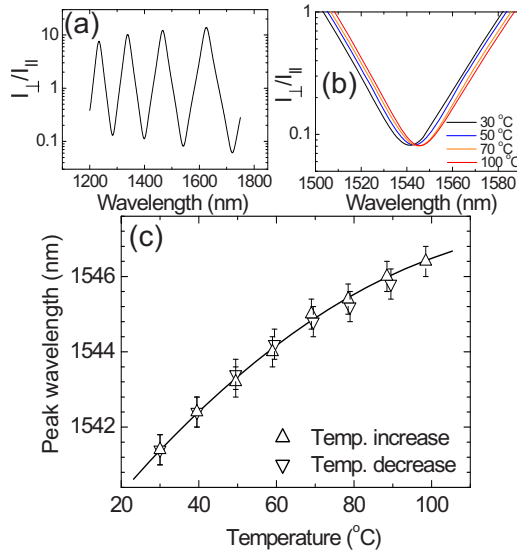 (a)
I⊥/I||
10
1
0.1
1200 1400 1600 1800
Wavelength (nm)
(b)
I⊥/I||
1
0.1
30 °C
50 °C
70 °C
100 °C
1500 1520 1540 1560 1580
Wavelength (nm)
(c)
Peak wavelength (nm)
1546
1544
1542
Temp. increase
Temp. decrease
20 40 60 80 100
Temperature (°C)